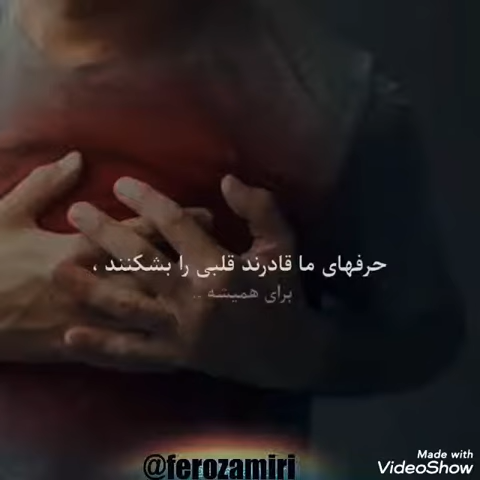 حرفهای ما قادرند قلبی را بشکنند ،
برای همیشه ..
@ferozamiri
Made with
VideoShow